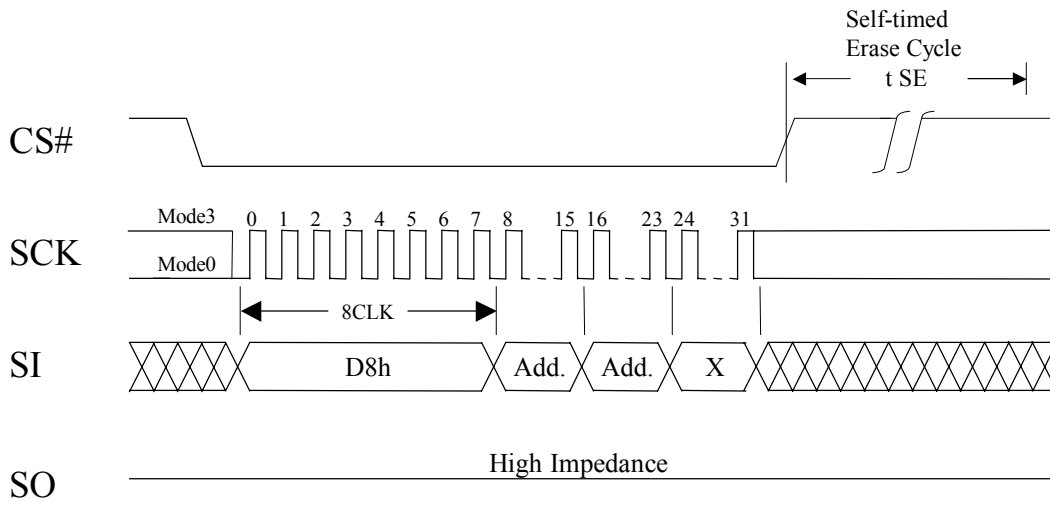 Self-timed
Erase Cycle
t SE
CS#
Mode3 0 1 2 3 4 5 6 7 8 15 16 23 24 31
SCK
Mode0
8CLK
SI D8h Add. Add. X
High Impedance
SO